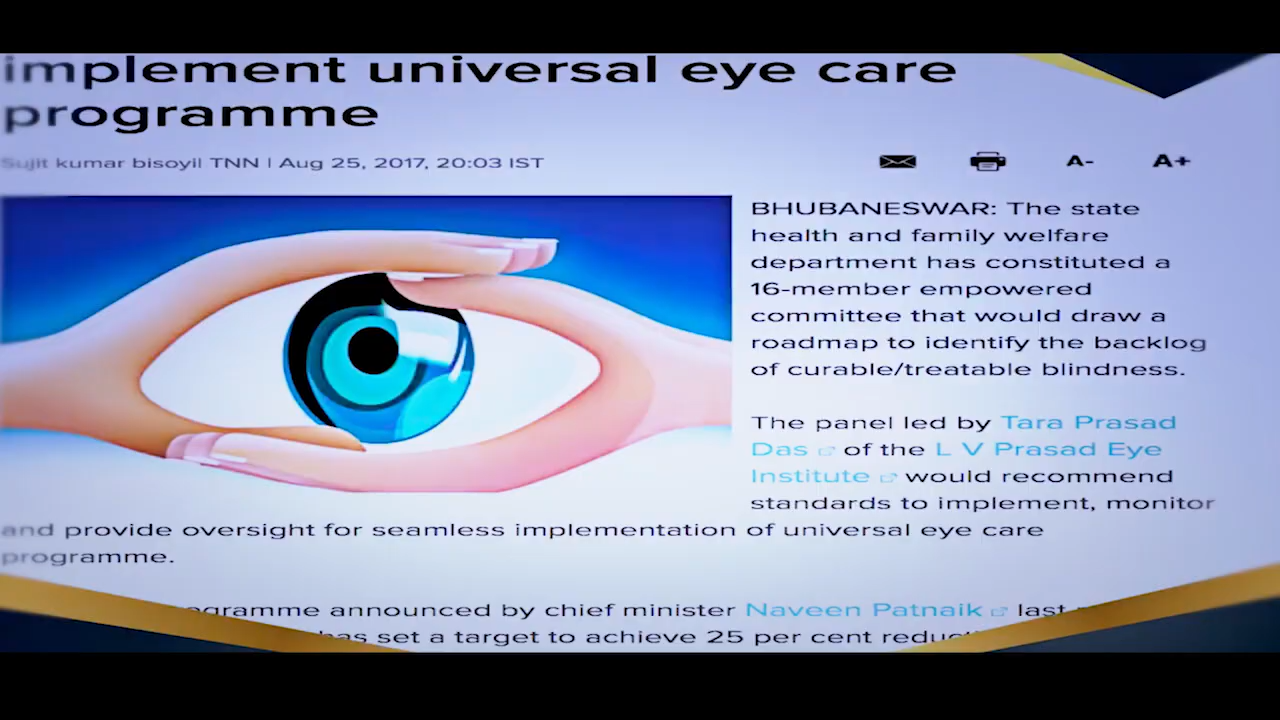 implement universal eye care
programme
Sujit kumar bisoyil TNN | Aug 25, 2017, 20:03 IST
A-
A+
BHUBANESWAR: The state
health and family welfare
department has constituted a
16-member empowered
committee that would draw a
roadmap to identify the backlog
of curable/treatable blindness.
The panel led by Tara Prasad
Das of the L V Prasad Eye
Institute would recommend
standards to implement, monitor
and provide oversight for seamless implementation of universal eye care
programme.
announced by chief minister Naveen Patnaik last
has set a target to achieve 25 per cent